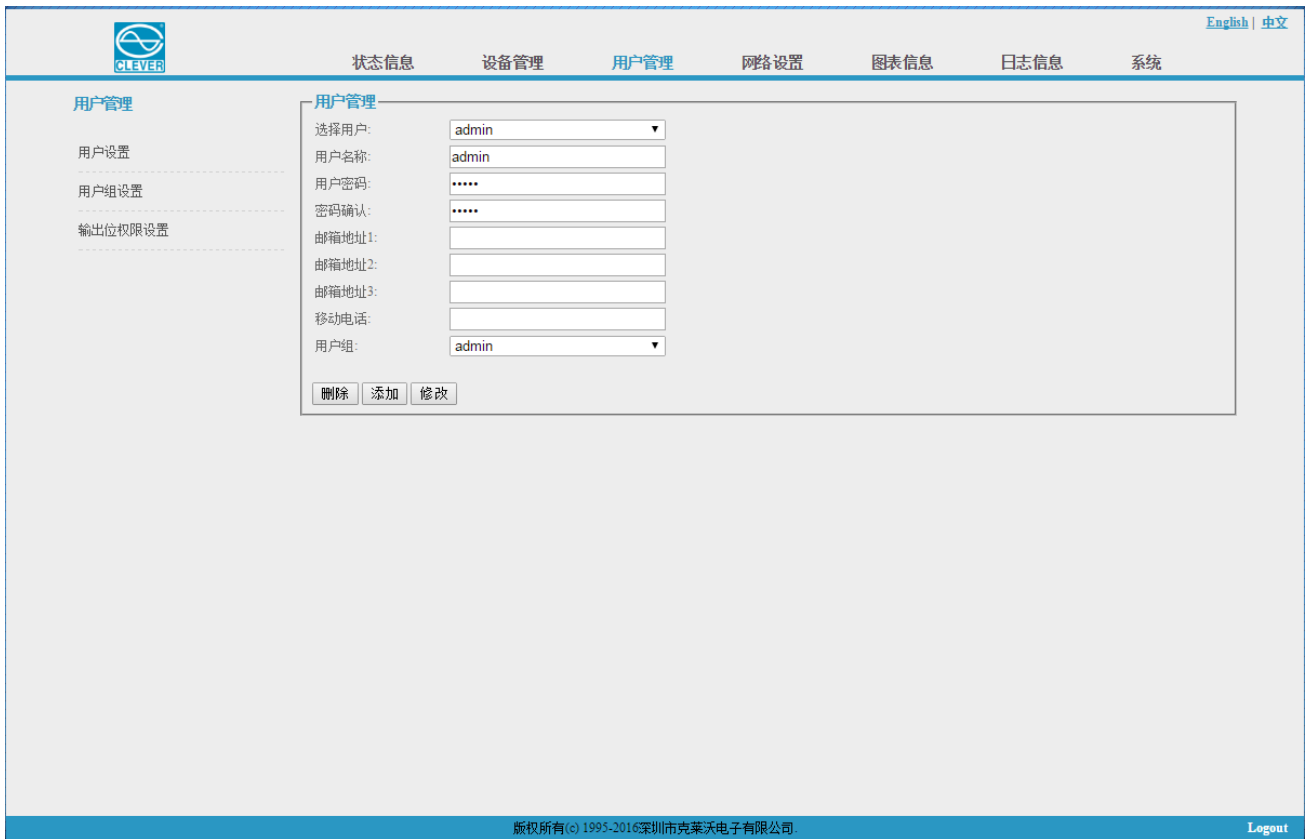 English | 中文
CLEVER
状态信息 设备管理 用户管理 网络设置 图表信息 日志信息 系统
用户管理
用户设置
用户组设置
输出位权限设置
用户管理
选择用户: admin
用户名称: admin
用户密码: •••••
密码确认: •••••
邮箱地址1:
邮箱地址2:
邮箱地址3:
移动电话:
用户组: admin
删除 添加 修改
版权所有(c) 1995-2016深圳市克莱沃电子有限公司.
Logout